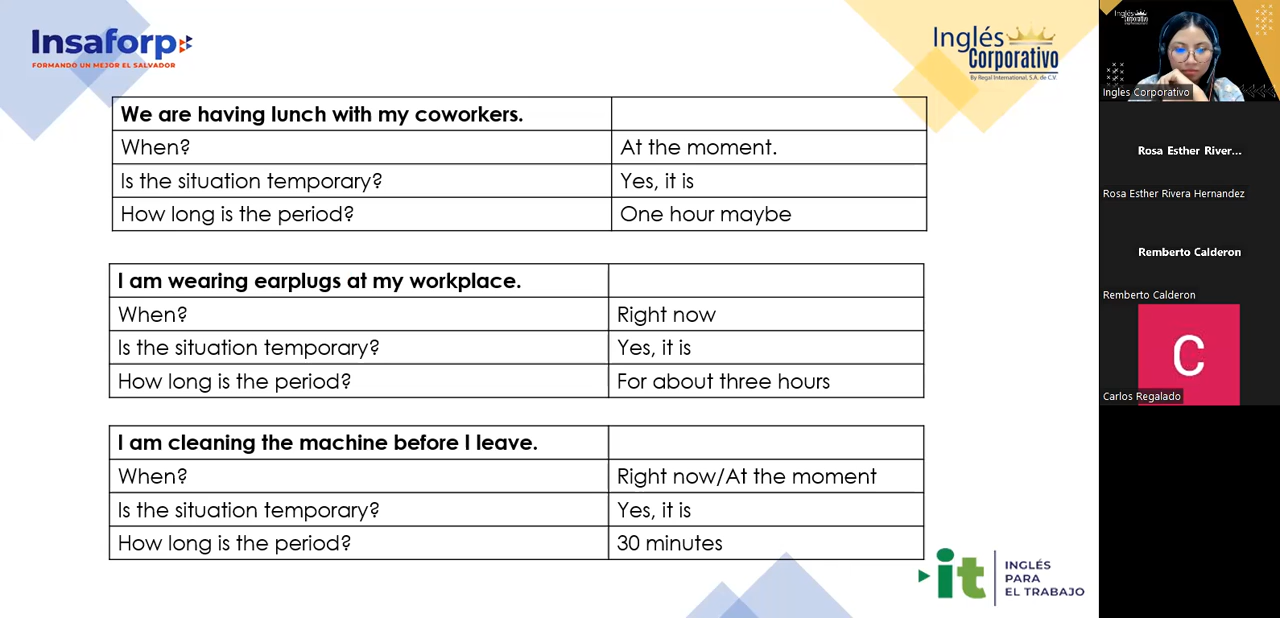 Insaforp
FORMANDO UN MEJOR EL SALVADOR
Inglés
Corporativo
By Regal International, S.A. de C.V.
We are having lunch with my coworkers.
When? At the moment.
Is the situation temporary? Yes, it is
How long is the period? One hour maybe
I am wearing earplugs at my workplace.
When? Right now
Is the situation temporary? Yes, it is
How long is the period? For about three hours
I am cleaning the machine before I leave.
When? Right now/At the moment
Is the situation temporary? Yes, it is
How long is the period? 30 minutes
it
INGLÉS
PARA
EL TRABAJO
Inglés
Corporativo
Ingles Corporativo
Rosa Esther River...
Rosa Esther Rivera Hernandez
Remberto Calderon
Remberto Calderon
C
Carlos Regalado